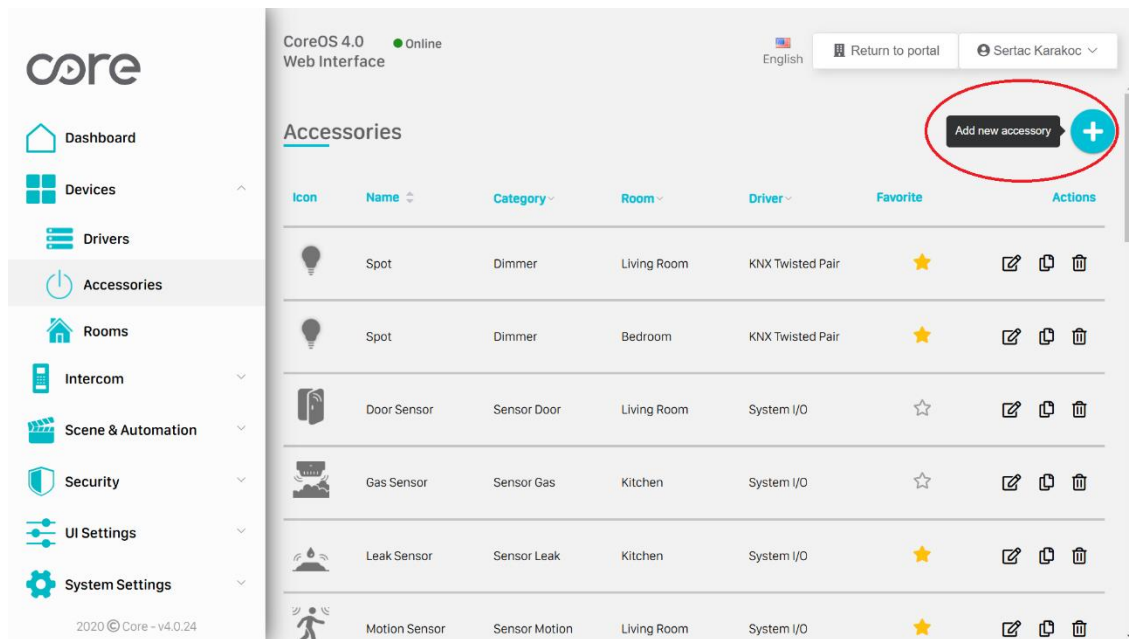 core
Dashboard
Devices
Drivers
Accessories
Rooms
Intercom
Scene & Automation
Security
UI Settings
System Settings
2020 © Core - v4.0.24
CoreOS 4.0 Online
Web Interface
English
Return to portal
Sertac Karakoc
Accessories
Add new accessory
Icon Name Category Room Driver Favorite Actions
Spot Dimmer Living Room KNX Twisted Pair
Spot Dimmer Bedroom KNX Twisted Pair
Door Sensor Sensor Door Living Room System I/O
Gas Sensor Sensor Gas Kitchen System I/O
Leak Sensor Sensor Leak Kitchen System I/O
Motion Sensor Sensor Motion Living Room System I/O